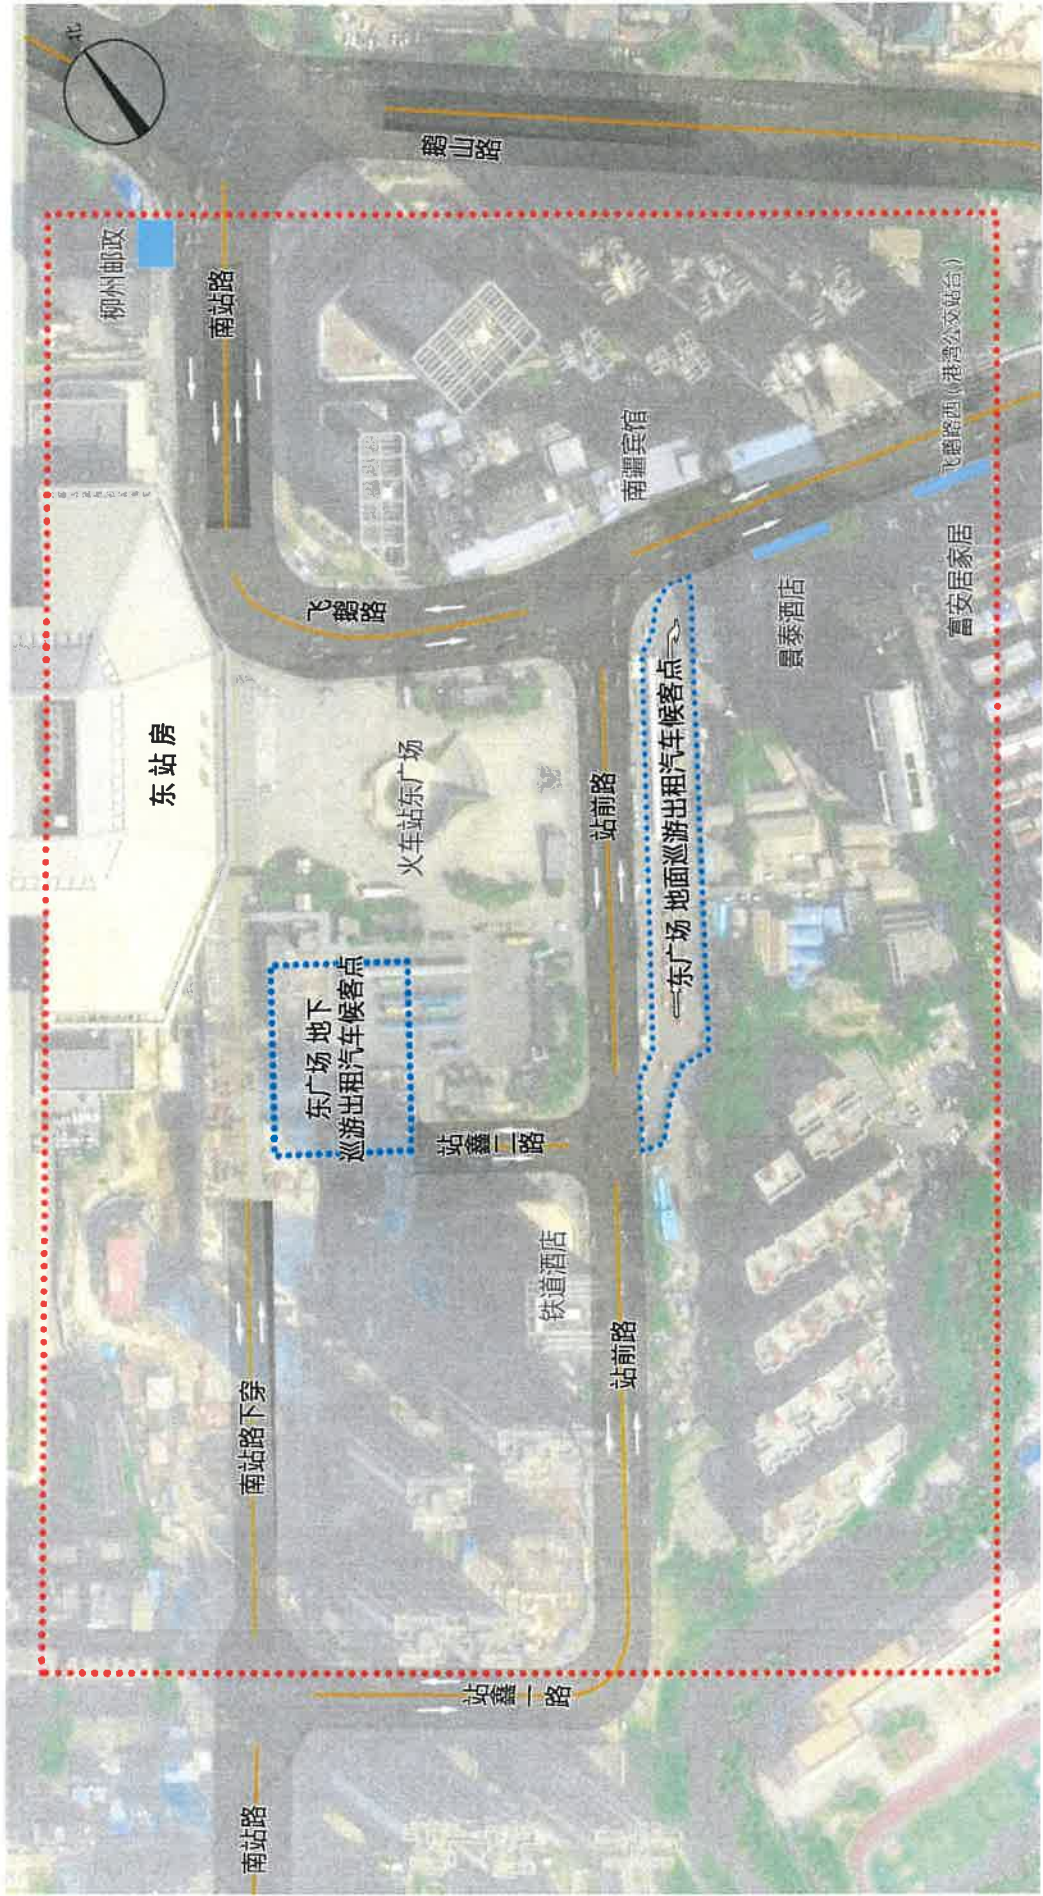 北
鹅山路
柳州邮政
南站路
南疆宾馆
飞鹅路西（港湾公交站台）
飞鹅路
东站房
火车站东广场
景泰酒店
富安居家居
站前路
东广场 地面巡游出租汽车候客点
东广场 地下
巡游出租汽车候客点
站鑫二路
铁道酒店
站前路
南站路下穿
站鑫一路
南站路